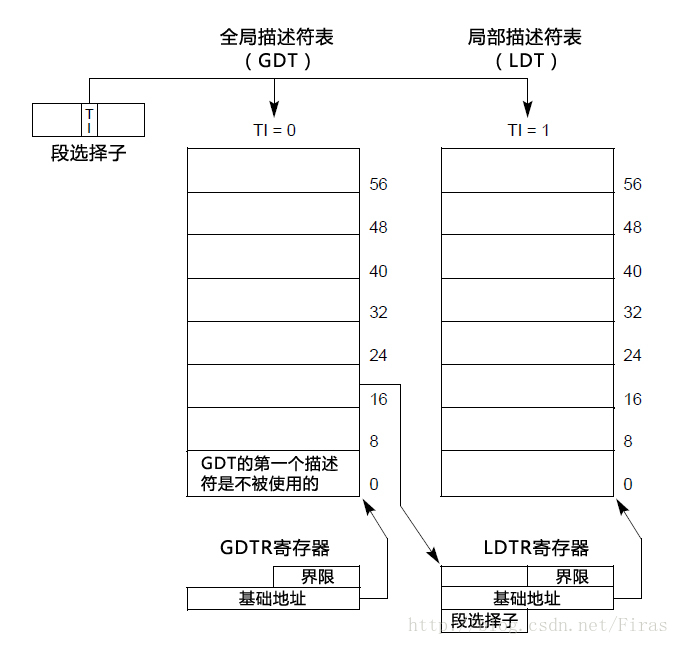 全局描述符表
（GDT）
局部描述符表
（LDT）
T
I
段选择子
TI = 0
TI = 1
56
48
40
32
24
16
8
GDT的第一个描述
符是不被使用的
0
56
48
40
32
24
16
8
0
GDTR寄存器
界限
基础地址
LDTR寄存器
界限
基础地址
段选择子
http://blog.csdn.net/Firas